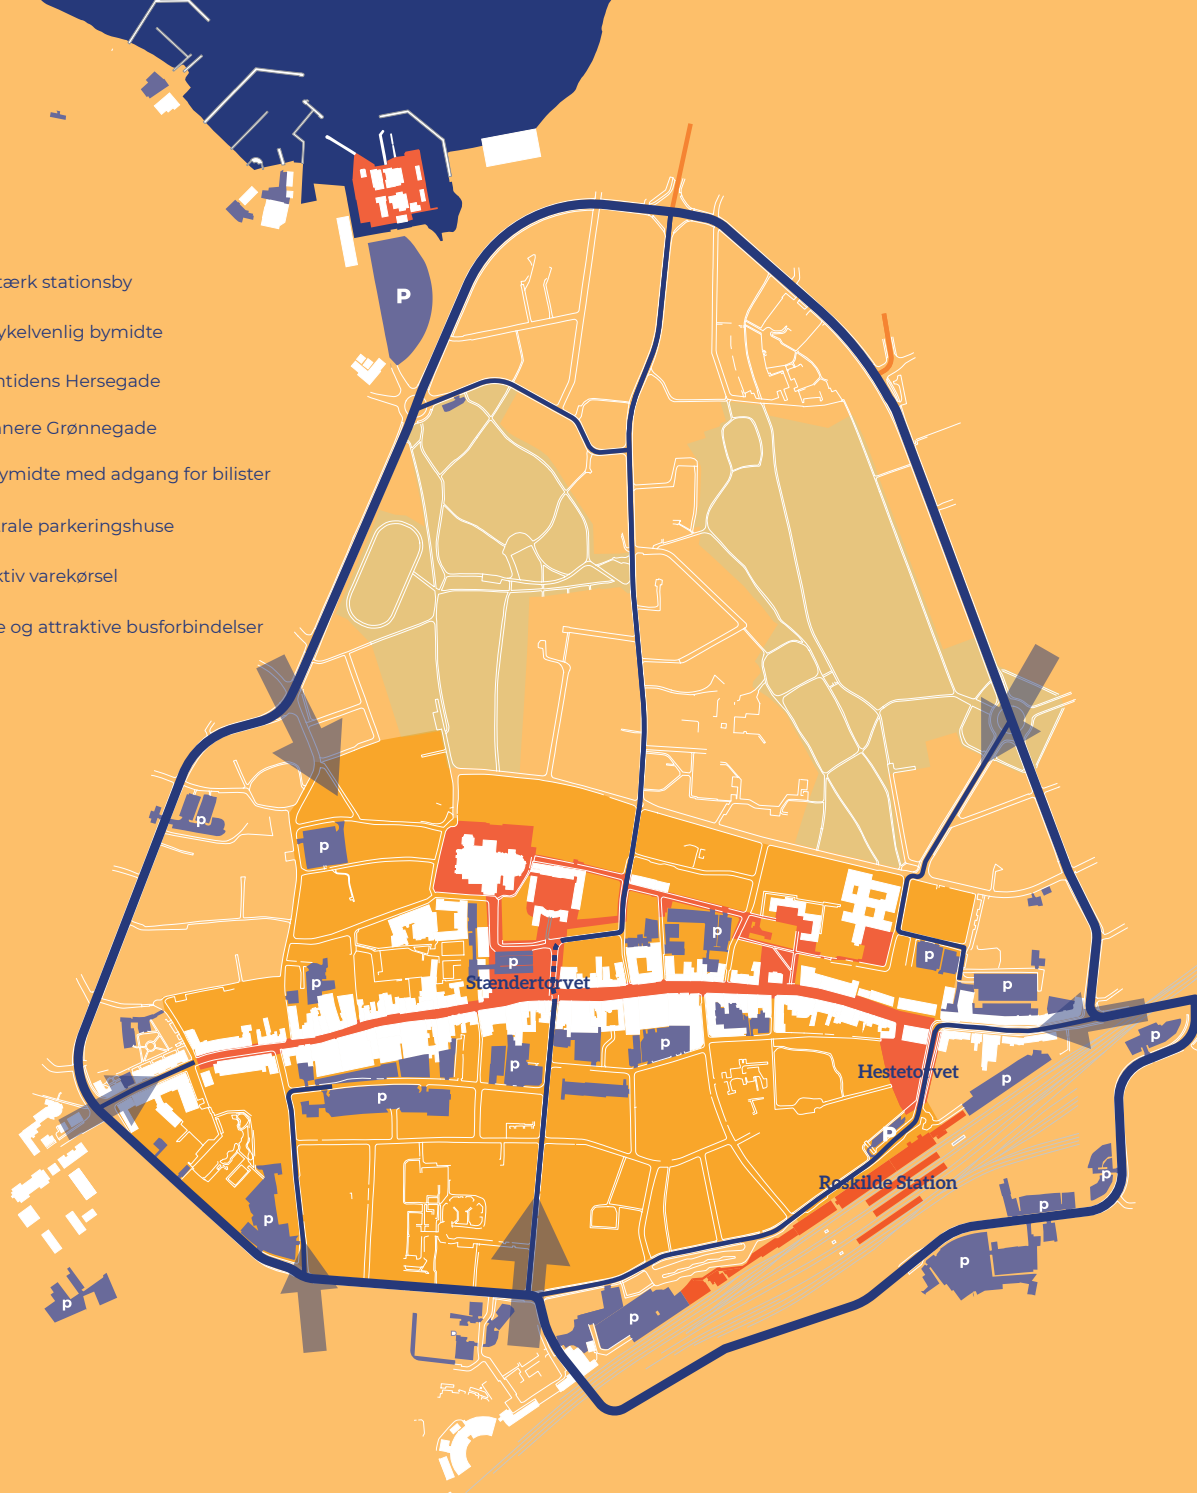 tærk stationsby
P
ykelvenlig bymidte
ntidens Hersegade
nere Grønnegade
ymidte med adgang for bilister
rale parkeringshuse
ktiv varekørsel
e og attraktive busforbindelser
p
p
p
p
p
p
Stændertorvet
p
p
p
p
Hestetorvet
p
p
P
p
Roskilde Station
p
p
p
p
p